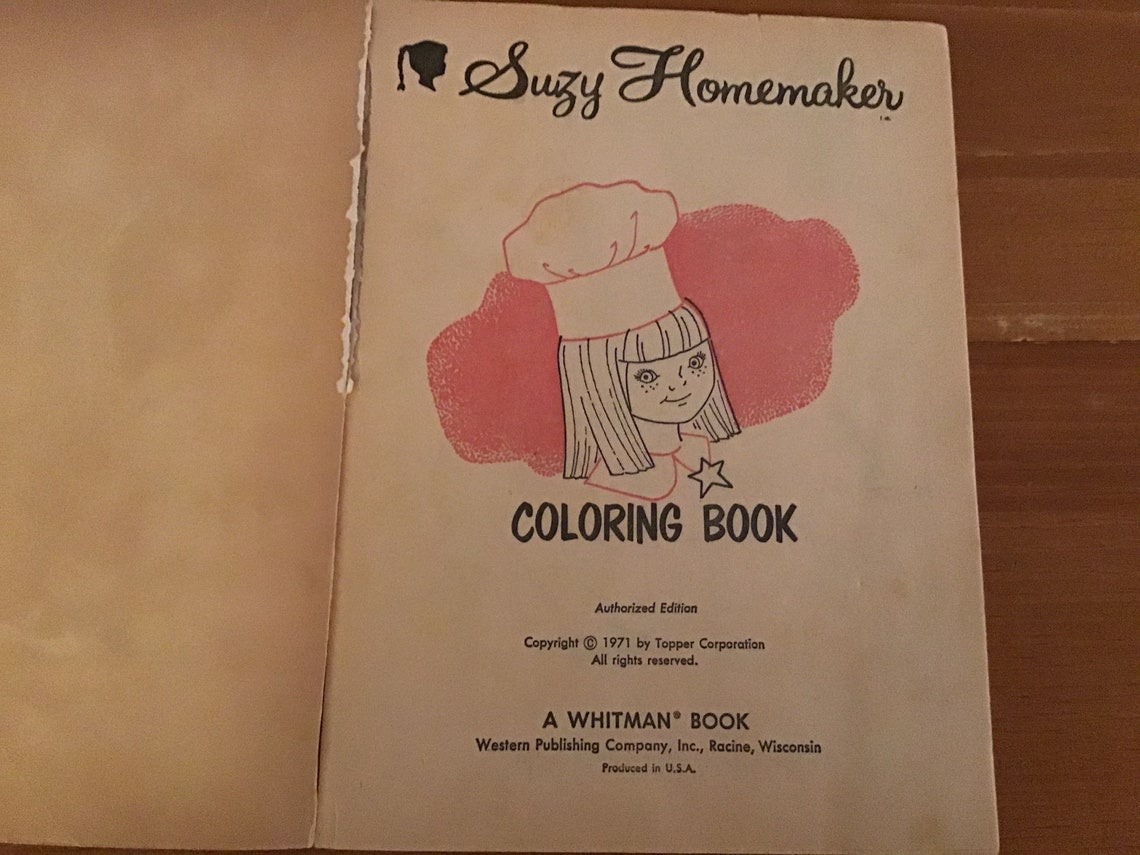 Suzy Homemaker
COLORING BOOK
Authorized Edition
Copyright © 1971 by Topper Corporation
All rights reserved.
A WHITMAN® BOOK
Western Publishing Company, Inc., Racine, Wisconsin
Produced in U.S.A.